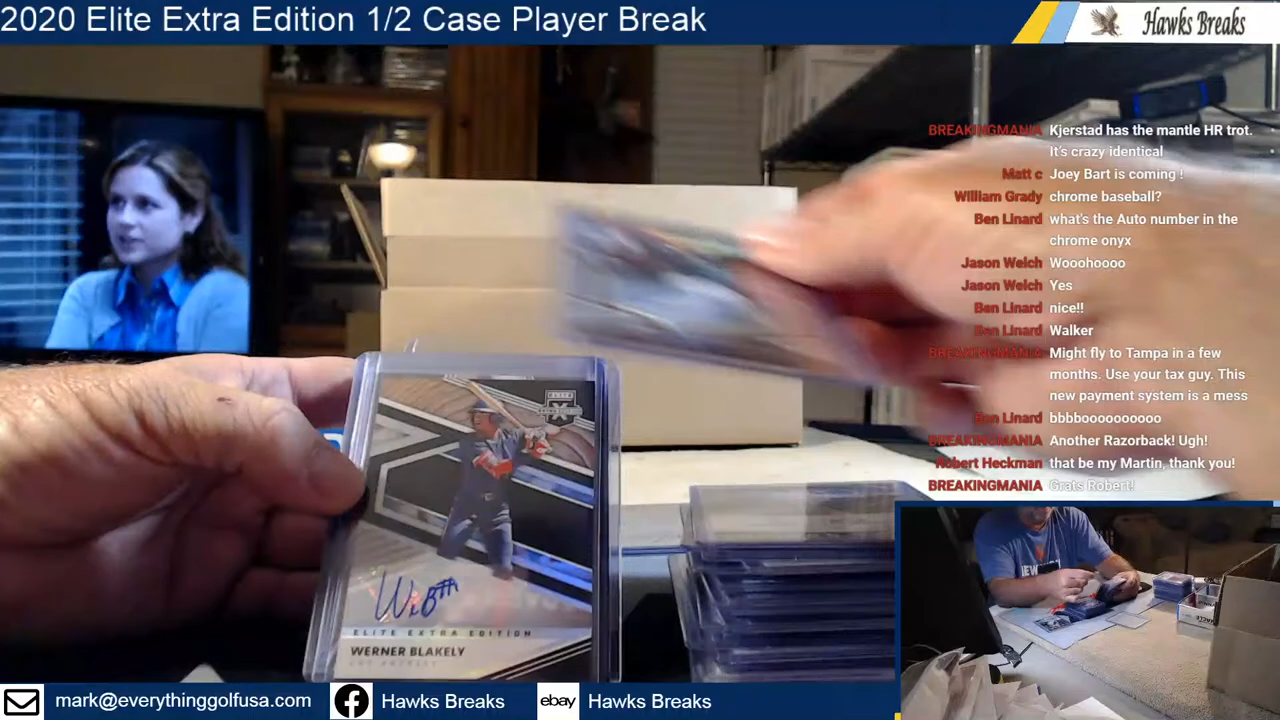 2020 Elite Extra Edition 1/2 Case Player Break
Hawks Breaks
BREAKINGMANIA Kjerstad has the mantle HR trot.
It's crazy identical
Matt c Joey Bart is coming !
William Grady chrome baseball?
Ben Linard what's the Auto number in the
chrome onyx
Jason Welch Wooohoooo
Jason Welch Yes
Ben Linard nice!!
Ben Linard Walker
BREAKINGMANIA Might fly to Tampa in a few
months. Use your tax guy. This
new payment system is a mess
Ben Linard bbbboooooooooo
BREAKINGMANIA Another Razorback! Ugh!
Robert Heckman that be my Martin, thank you!
BREAKINGMANIA Grats Robert!
ELITE
ELITE EXTRA EDITION
WERNER BLAKELY
mark@everythinggolfusa.com
Hawks Breaks
ebay
Hawks Breaks